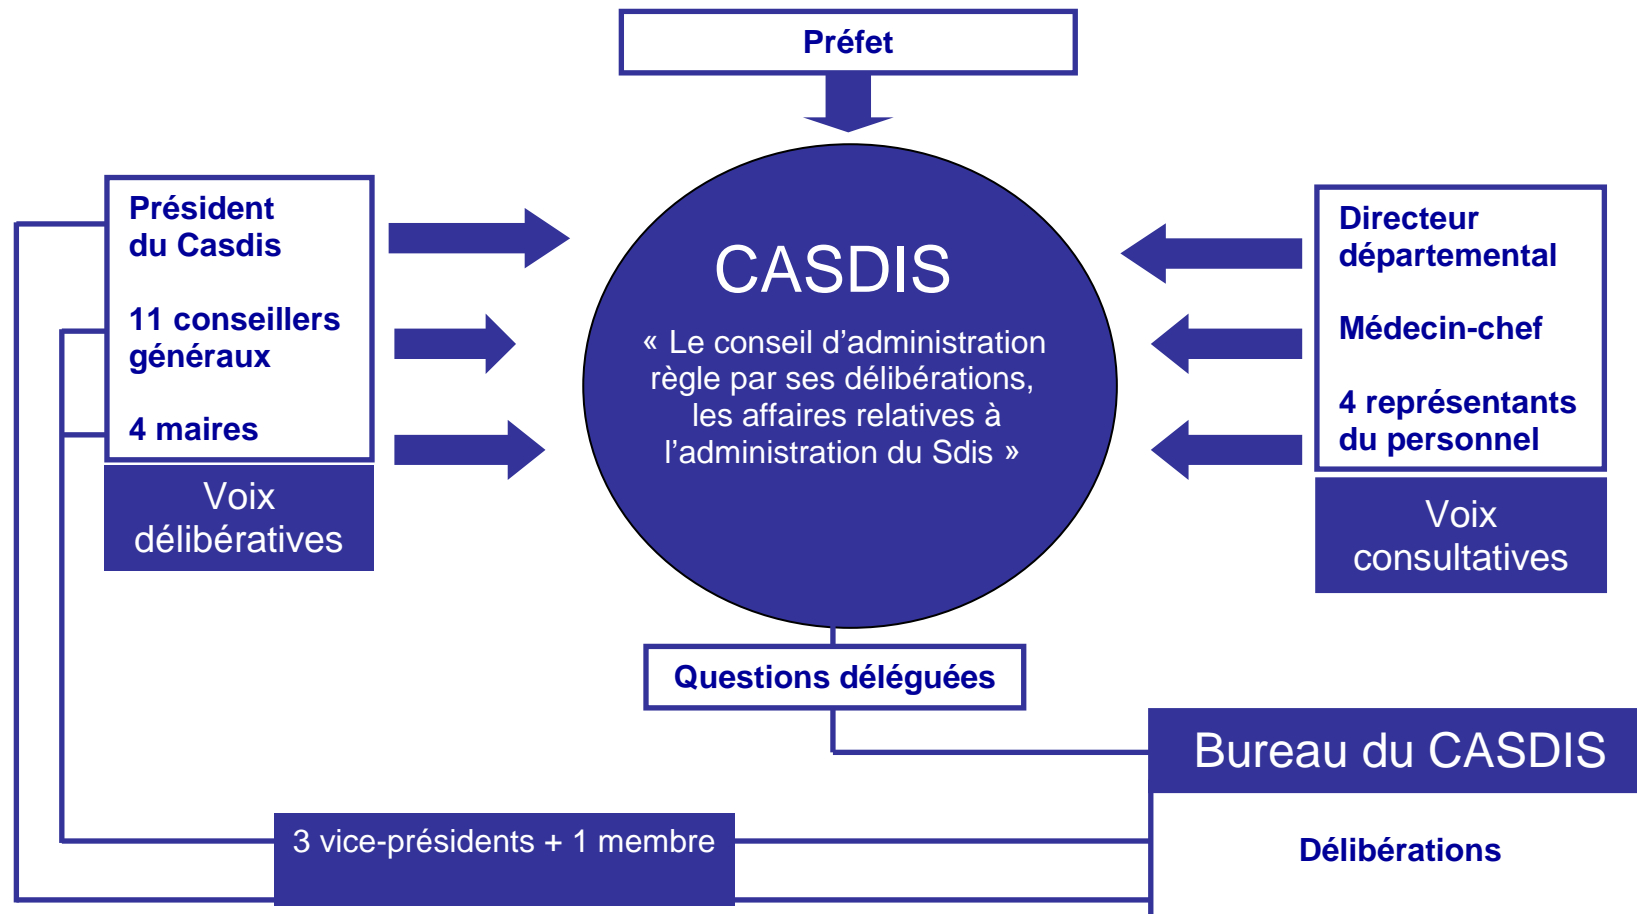 Préfet
Président
du Casdis
11 conseillers
généraux
4 maires
Voix
délibératives
CASDIS
« Le conseil d’administration
règle par ses délibérations,
les affaires relatives à
l’administration du Sdis »
Directeur
départemental
Médecin-chef
4 représentants
du personnel
Voix
consultatives
Questions déléguées
Bureau du CASDIS
3 vice-présidents + 1 membre
Délibérations